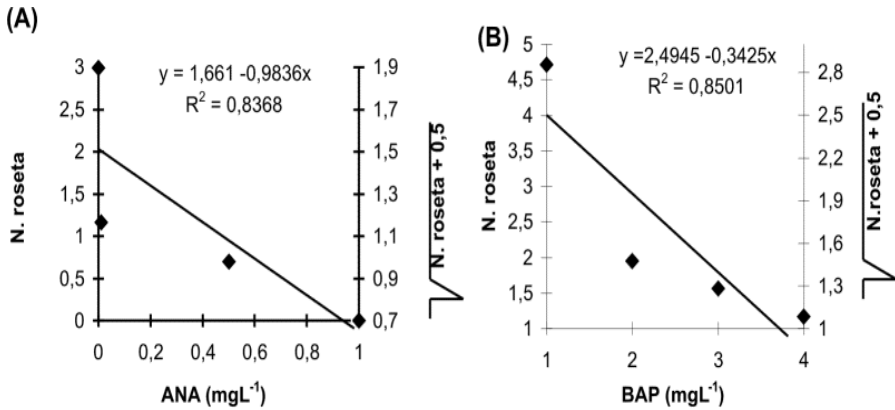 (A)
y = 1,661 -0,9836x
R² = 0,8368
N. roseta
3
2,5
2
1,5
1
0,5
0
1,9
1,7
1,5
1,3
1,1
0,9
0,7
N. roseta + 0,5
0 0,2 0,4 0,6 0,8 1
ANA (mgL⁻¹)
(B)
y =2,4945 -0,3425x
R² = 0,8501
N. roseta
5
4,5
4
3,5
3
2,5
2
1,5
1
2,8
2,5
2,2
1,9
1,6
1,3
1
N.roseta + 0,5
1 2 3 4
BAP (mgL⁻¹)